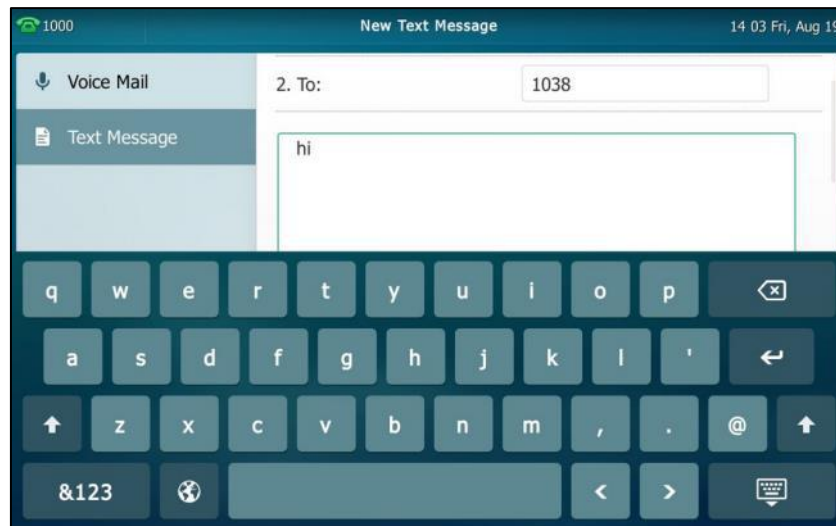 1000 New Text Message 14 03 Fri, Aug 19
Voice Mail
2. To: 1038
Text Message
hi
q w e r t y u i o p
a s d f g h j k l '
z x c v b n m , . @
&123 < >